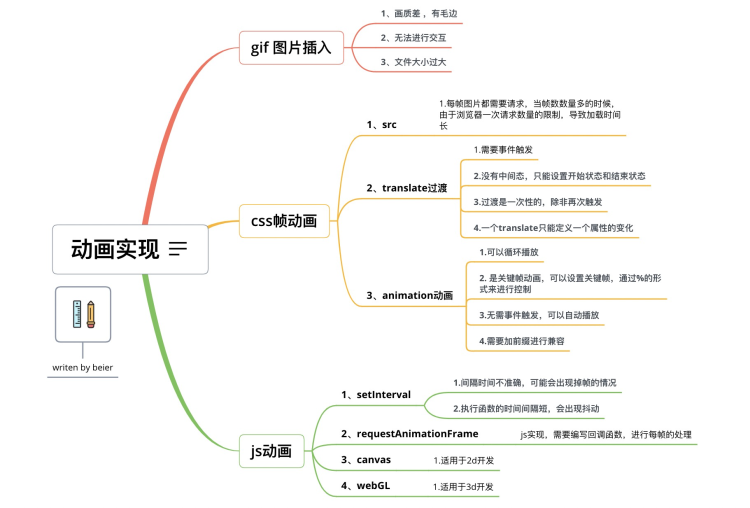 动画实现
writen by beier
gif 图片插入
1、画质差 ，有毛边
2、无法进行交互
3、文件大小过大
css帧动画
1、src
1.每帧图片都需要请求，当帧数数量多的时候，
由于浏览器一次请求数量的限制，导致加载时间
长
2、translate过渡
1.需要事件触发
2.没有中间态，只能设置开始状态和结束状态
3.过渡是一次性的，除非再次触发
4.一个translate只能定义一个属性的变化
3、animation动画
1.可以循环播放
2. 是关键帧动画，可以设置关键帧，通过%的形
式来进行控制
3.无需事件触发，可以自动播放
4.需要加前缀进行兼容
js动画
1、setInterval
1.间隔时间不准确，可能会出现掉帧的情况
2.执行函数的时间间隔短，会出现抖动
2、requestAnimationFrame
js实现，需要编写回调函数，进行每帧的处理
3、canvas
1.适用于2d开发
4、webGL
1.适用于3d开发